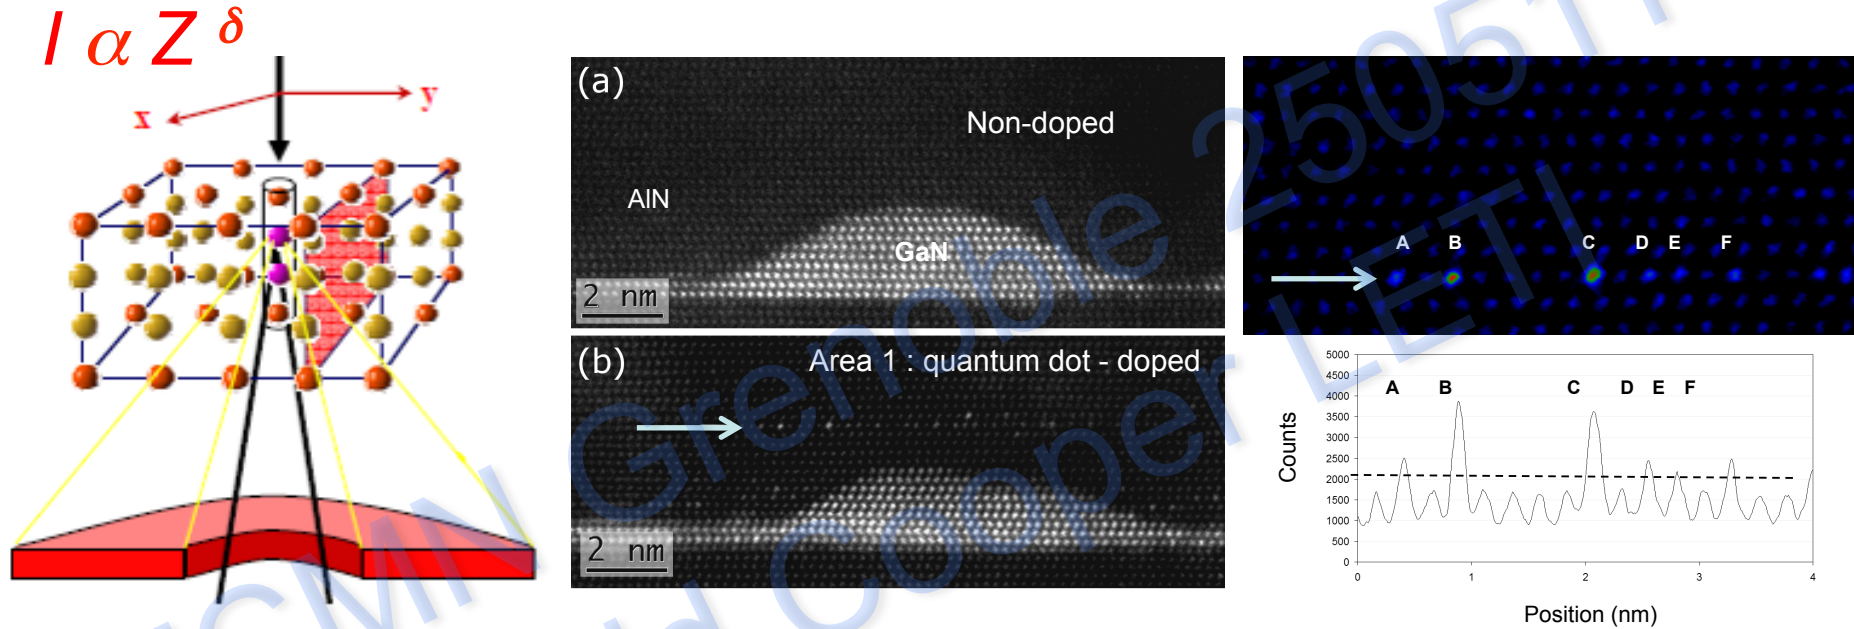 I α Z δ
x
y
(a)
Non-doped
AlN
GaN
2 nm
(b)
Area 1 : quantum dot - doped
2 nm
A B C D E F
5000
4500
4000
3500
3000
2500
2000
1500
1000
500
0
A B C D E F
Counts
0 1 2 3 4
Position (nm)
Grenoble 250511
Cooper LETI